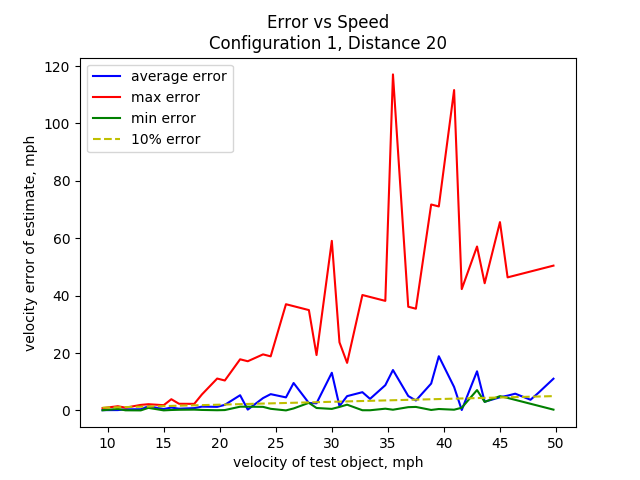 Error vs Speed
Configuration 1, Distance 20
average error
max error
min error
10% error
velocity error of estimate, mph
120
100
80
60
40
20
0
10 15 20 25 30 35 40 45 50
velocity of test object, mph